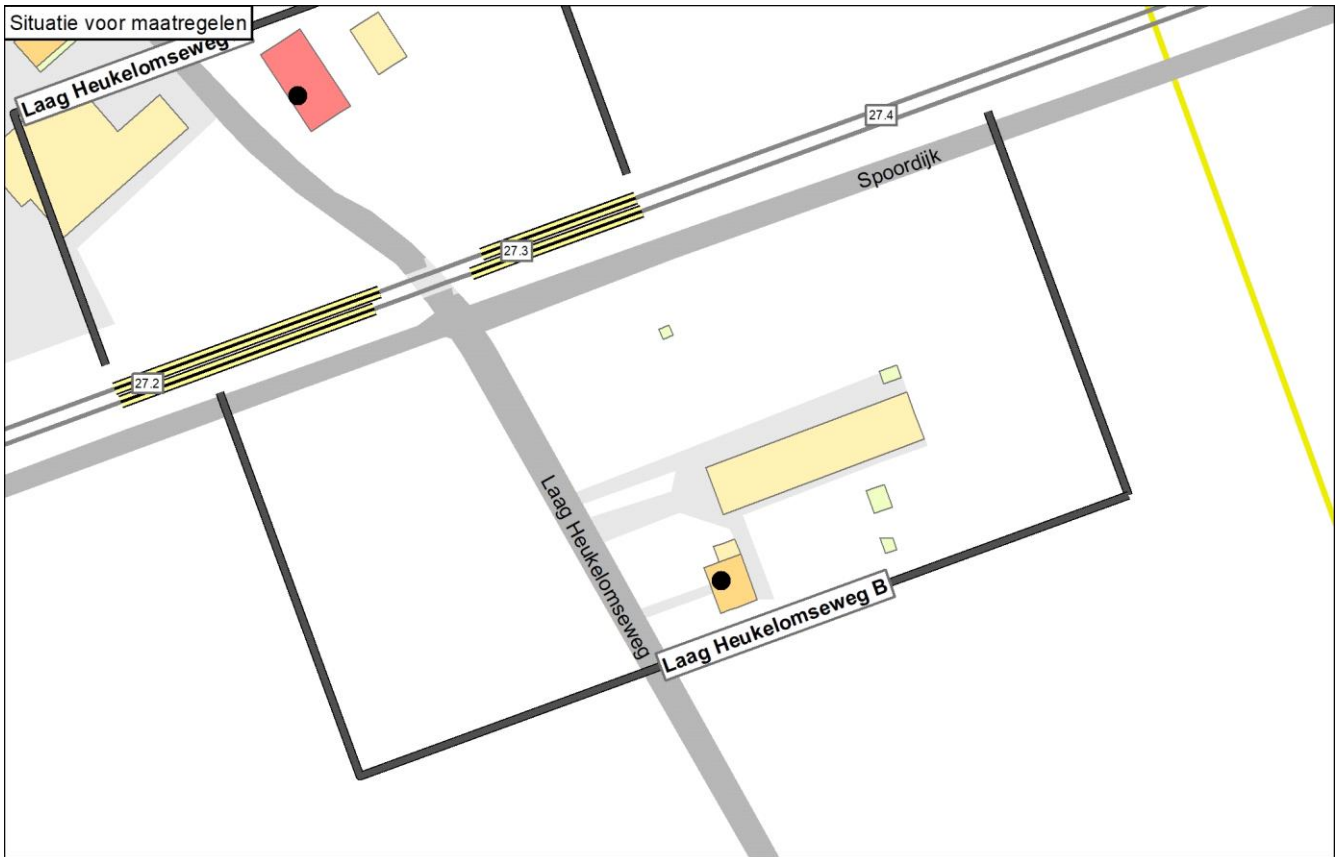 Situatie voor maatregelen
Laag Heukelomseweg
27.4
Spoordijk
27.3
27.2
Laag Heukelomseweg
Laag Heukelomseweg B